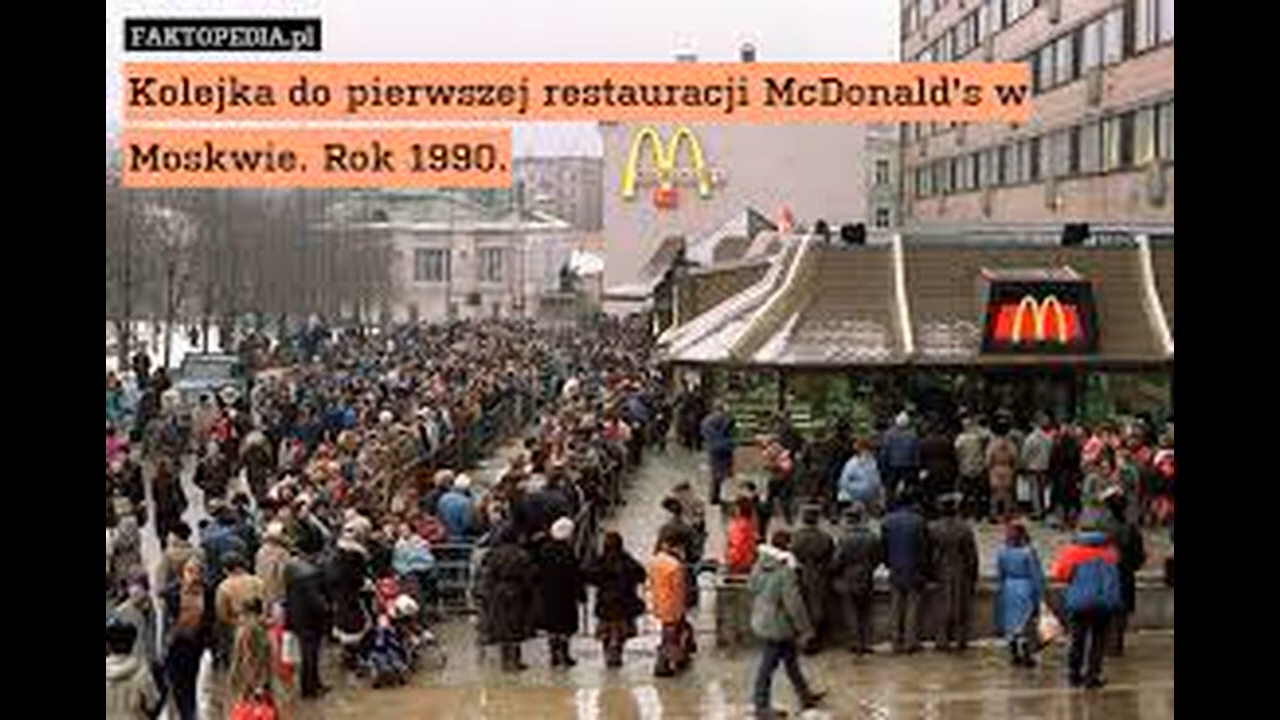 FAKTOPEDIA.pl
Kolejka do pierwszej restauracji McDonald's w
Moskwie. Rok 1990.